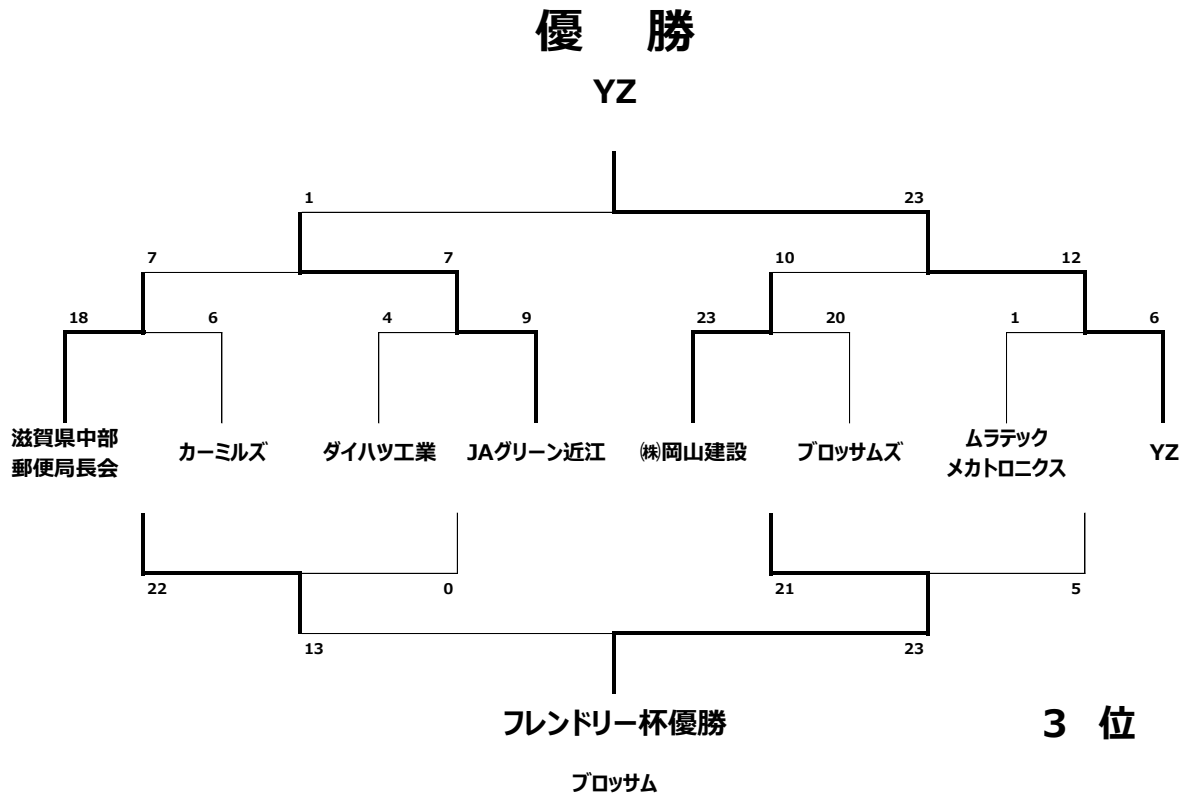 優 勝
YZ
1 23
7 7 10 12
18 6 4 9 23 20 1 6
滋賀県中部
郵便局長会
カーミルズ
ダイハツ工業
JAグリーン近江
㈱岡山建設
ブロッサムズ
ムラテック
メカトロニクス
YZ
22 0 21 5
13 23
フレンドリー杯優勝
3 位
ブロッサム